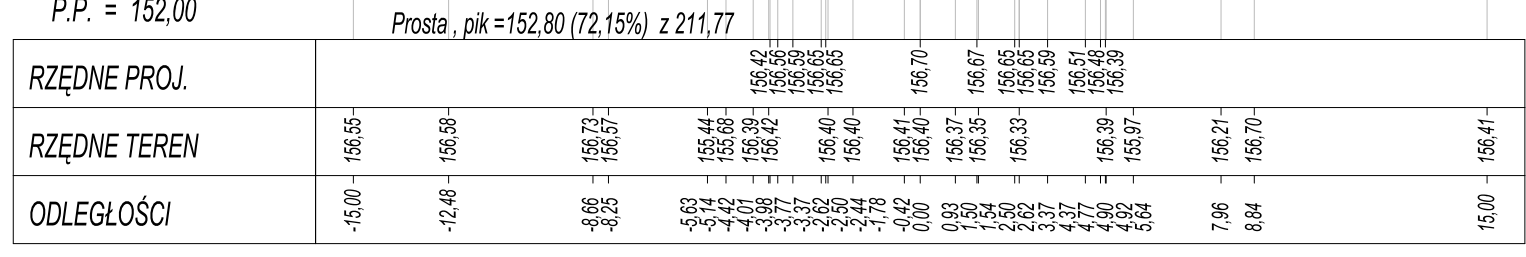 P.P. = 152,00
Prosta , pik =152,80 (72,15%) z 211,77
RZĘDNE PROJ. 156,42 156,56 156,59 156,65 156,65 156,70 156,67 156,65 156,65 156,59 156,51 156,48 156,39
RZĘDNE TEREN 156,55 156,58 156,73 156,57 155,44 155,68 156,39 156,42 156,40 156,40 156,41 156,40 156,37 156,35 156,33 156,39 155,97 156,21 156,70 156,41
ODLEGŁOŚCI -15,00 -12,48 -8,66 -8,25 -5,63 -5,14 -4,42 -4,01 -3,98 -3,77 -3,37 -2,62 -2,50 -2,44 -1,78 -0,42 0,00 0,93 1,50 1,54 2,50 2,62 3,37 4,37 4,77 4,90 4,92 5,64 7,96 8,84 15,00